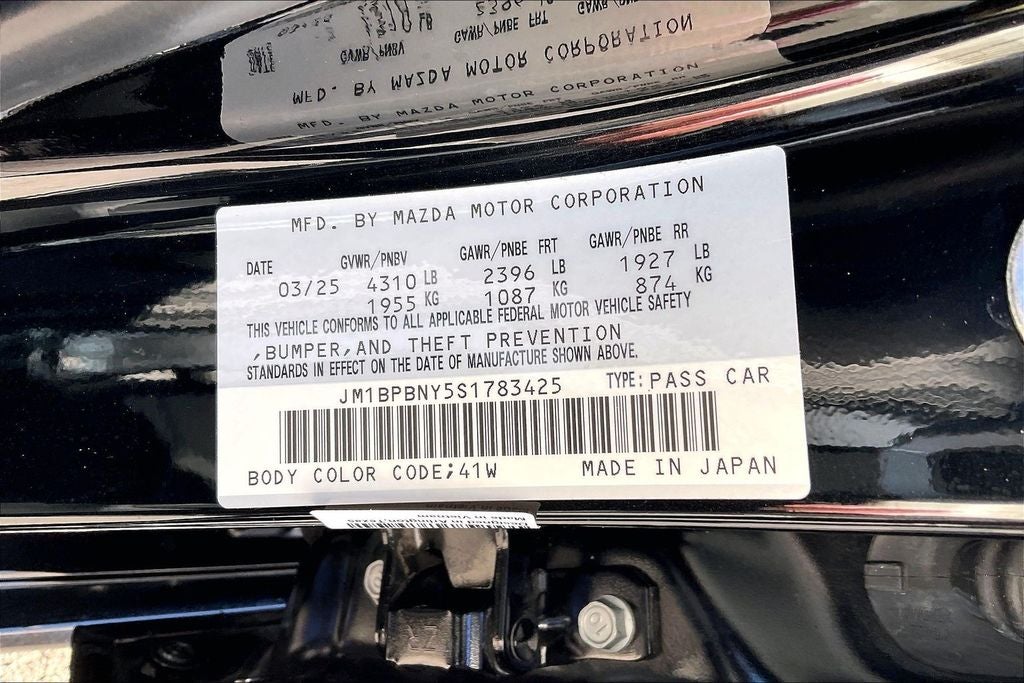 MFD. BY MAZDA MOTOR CORPORATION
MFD. BY MAZDA MOTOR CORPORATION
DATE GVWR/PNBV GAWR/PNBE FRT GAWR/PNBE RR
03/25 4310 LB 2396 LB 1927 LB
1955 KG 1087 KG 874 KG
THIS VEHICLE CONFORMS TO ALL APPLICABLE FEDERAL MOTOR VEHICLE SAFETY
,BUMPER,AND THEFT PREVENTION
STANDARDS IN EFFECT ON THE DATE OF MANUFACTURE SHOWN ABOVE.
JM1BPBNY5S1783425 TYPE: PASS CAR
BODY COLOR CODE;41W MADE IN JAPAN
Made in Vietnam